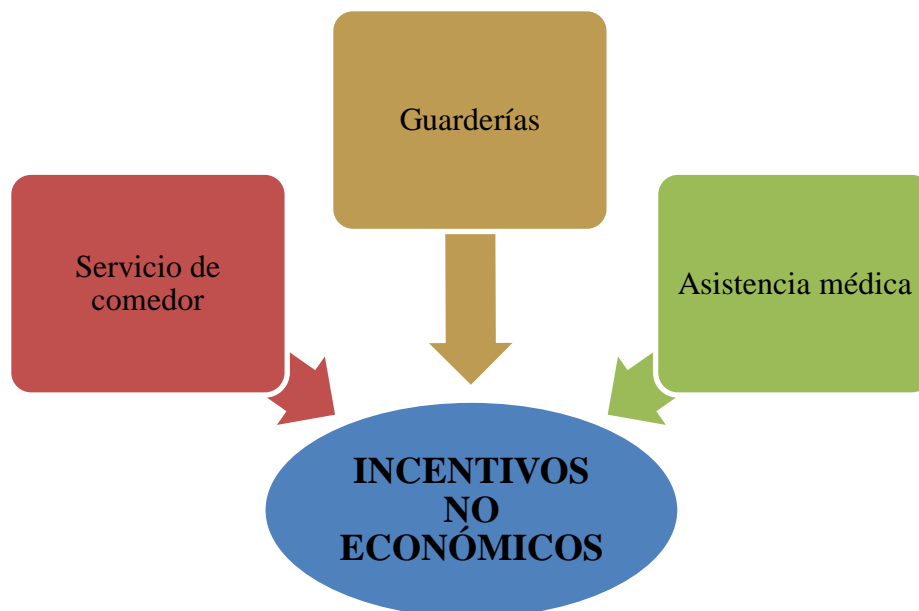 Guarderías
Servicio de
comedor
Asistencia médica
INCENTIVOS
NO
ECONÓMICOS